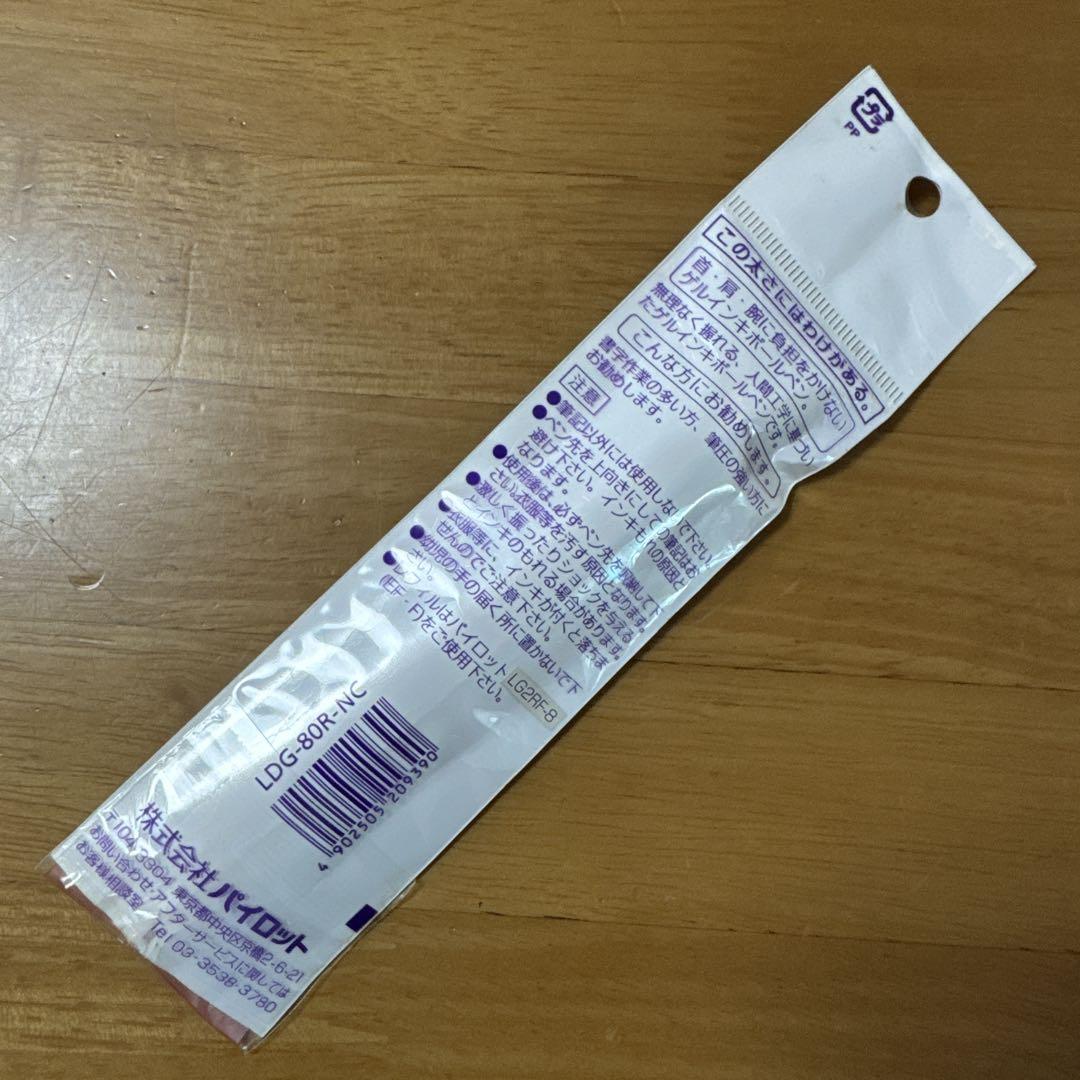 プラ
PP
この太さにはわけがある。
首・肩・腕に負担をかけない
ゲルインキボールペン。
無理なく握れる、人間工学に基づい
たゲルインキボールペンです。
こんな方にお勧めします。
書字作業の多い方、筆圧の強い方に
お勧めします。
注意
●筆記以外には使用しないで下さい。
●ペン先を上向きにしての筆記はお
避け下さい。インキもれの原因と
なります。
●使用後は、必ずペン先を収納して下
さい。衣服等を汚す原因となります。
●激しく振ったりショックを与える
とインキのもれる場合があります。
●衣服等に、インキが付くと落ちま
せんのでご注意下さい。
●幼児の手の届く所に置かないで下
さい。
●レフィルはパイロット LG2RF-8
(EF・F)をご使用下さい。
LDG-80R-NC
4 902505 209390
株式会社パイロット
〒104-8304 東京都中央区京橋2-6-21
お問い合わせ・アフターサービスに関しては
お客様相談室 Tel 03-3538-3780